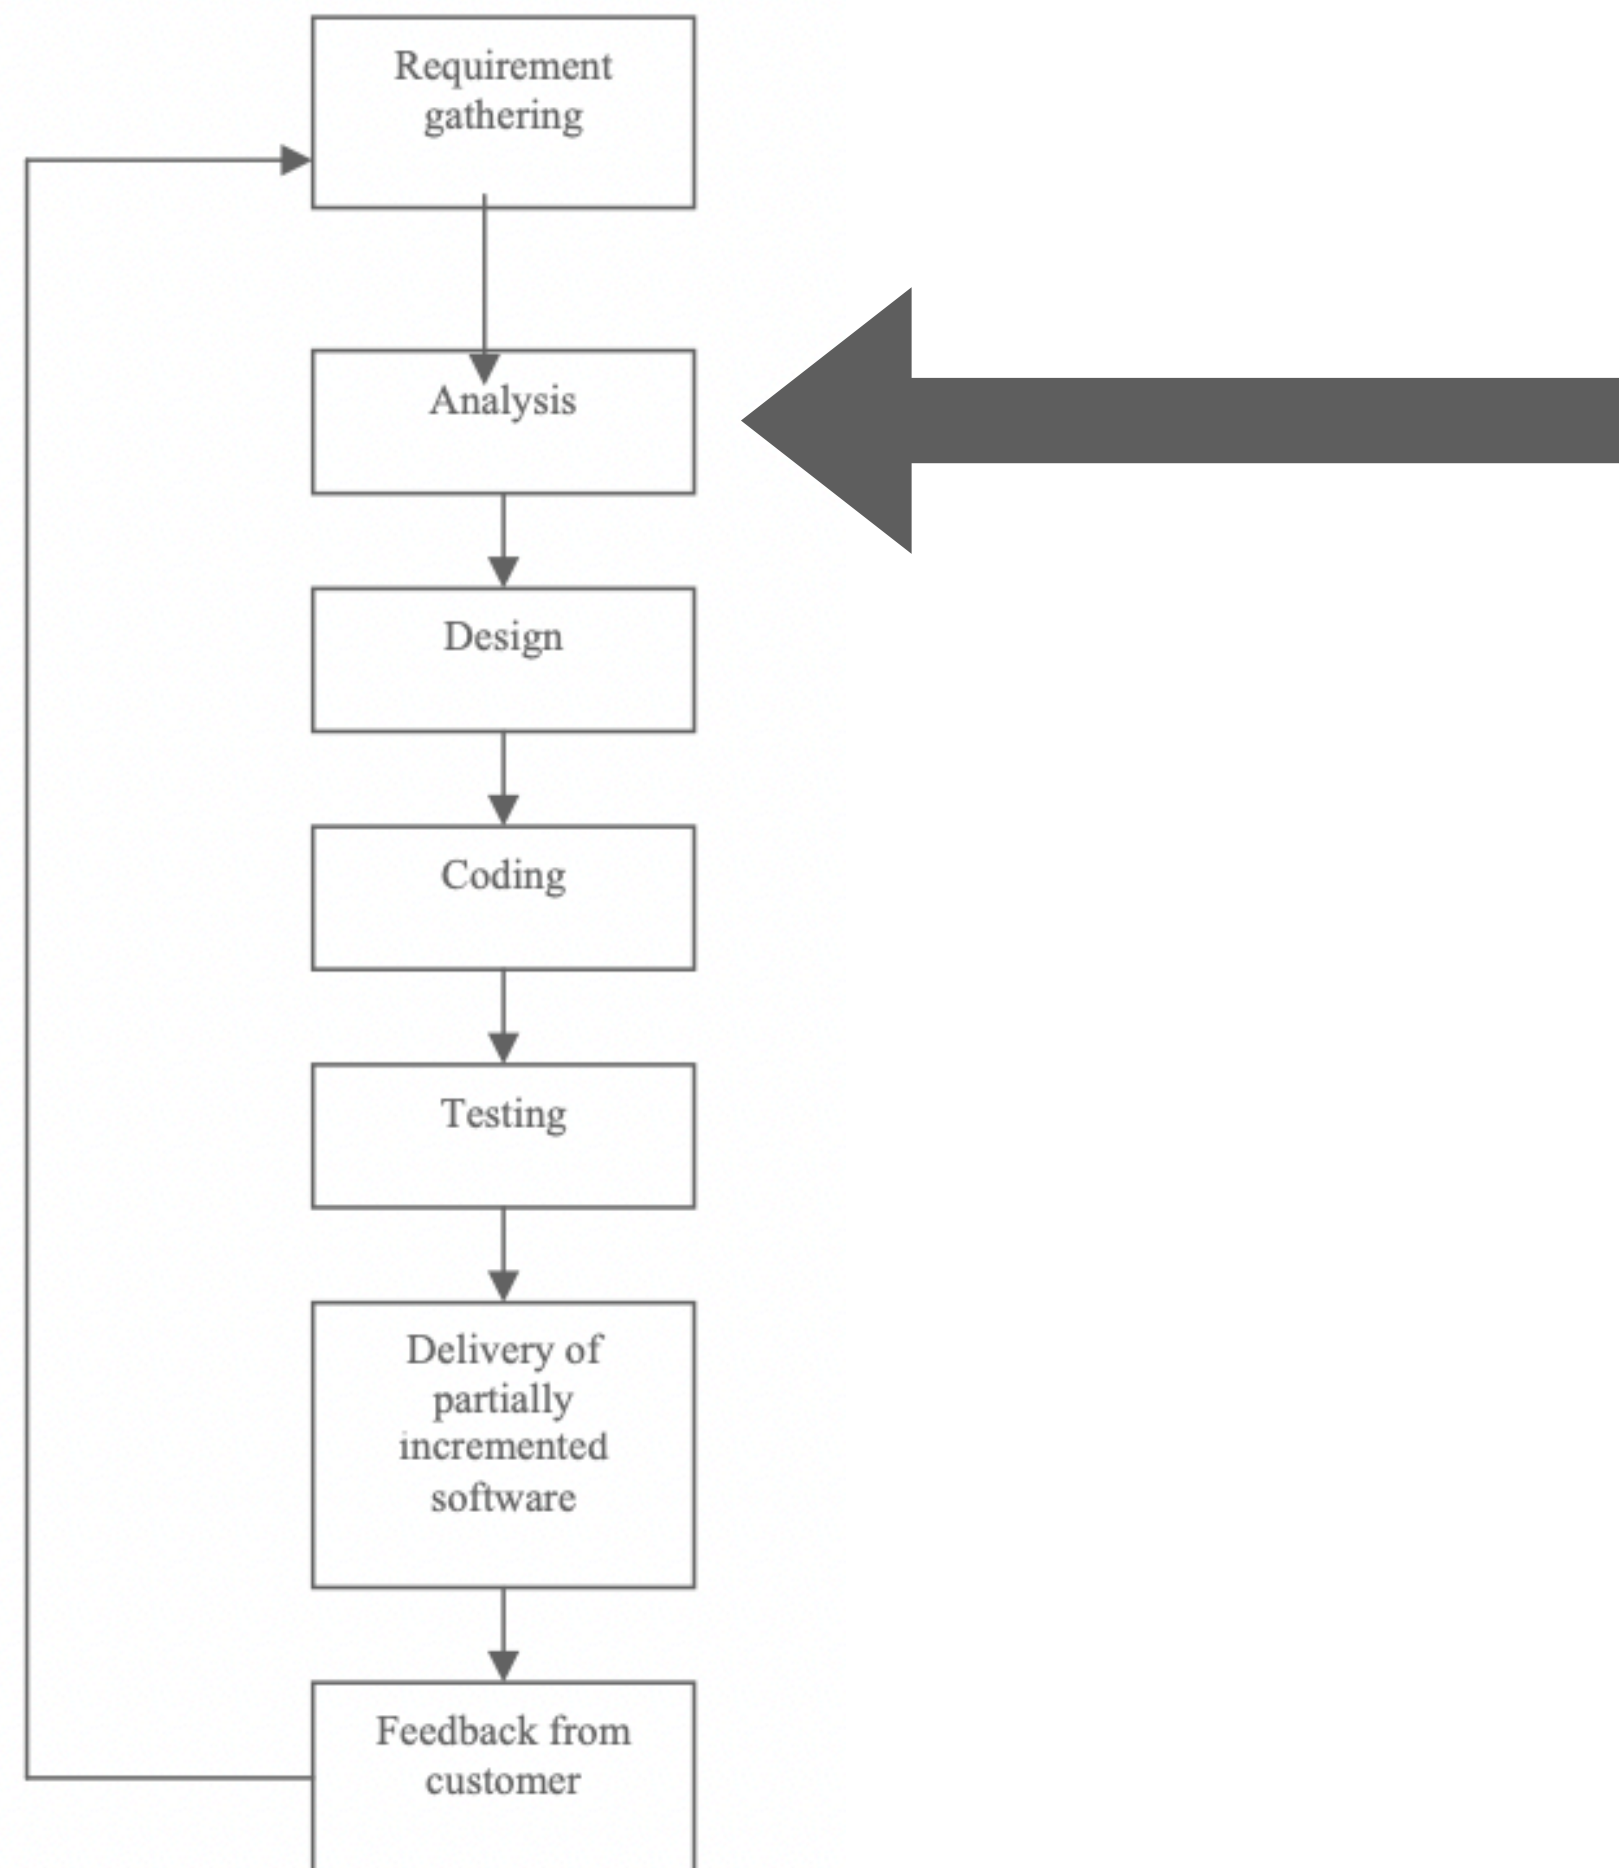 Requirement
gathering
Analysis
Design
Coding
Testing
Delivery of
partially
incremented
software
Feedback from
customer